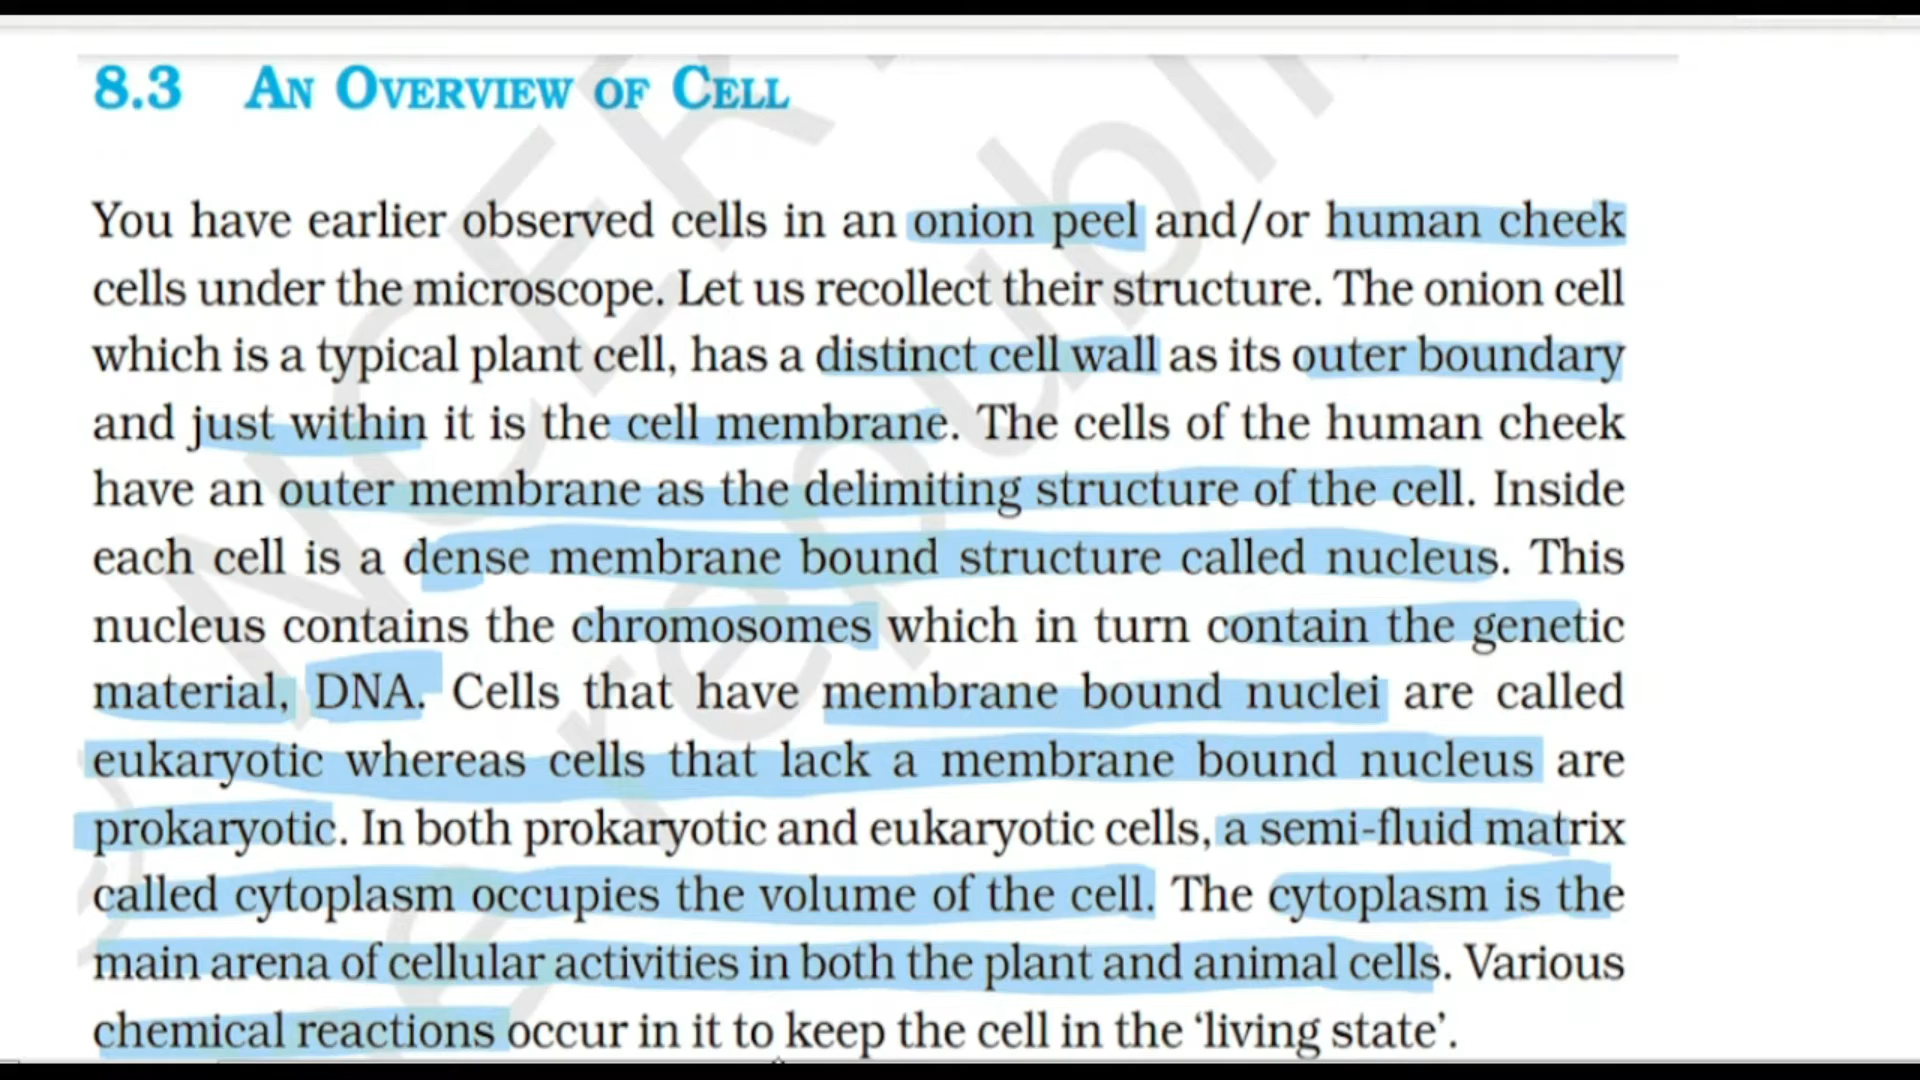 8.3 AN OVERVIEW OF CELL
You have earlier observed cells in an onion peel and/or human cheek
cells under the microscope. Let us recollect their structure. The onion cell
which is a typical plant cell, has a distinct cell wall as its outer boundary
and just within it is the cell membrane. The cells of the human cheek
have an outer membrane as the delimiting structure of the cell. Inside
each cell is a dense membrane bound structure called nucleus. This
nucleus contains the chromosomes which in turn contain the genetic
material, DNA. Cells that have membrane bound nuclei are called
eukaryotic whereas cells that lack a membrane bound nucleus are
prokaryotic. In both prokaryotic and eukaryotic cells, a semi-fluid matrix
called cytoplasm occupies the volume of the cell. The cytoplasm is the
main arena of cellular activities in both the plant and animal cells. Various
chemical reactions occur in it to keep the cell in the ‘living state’.